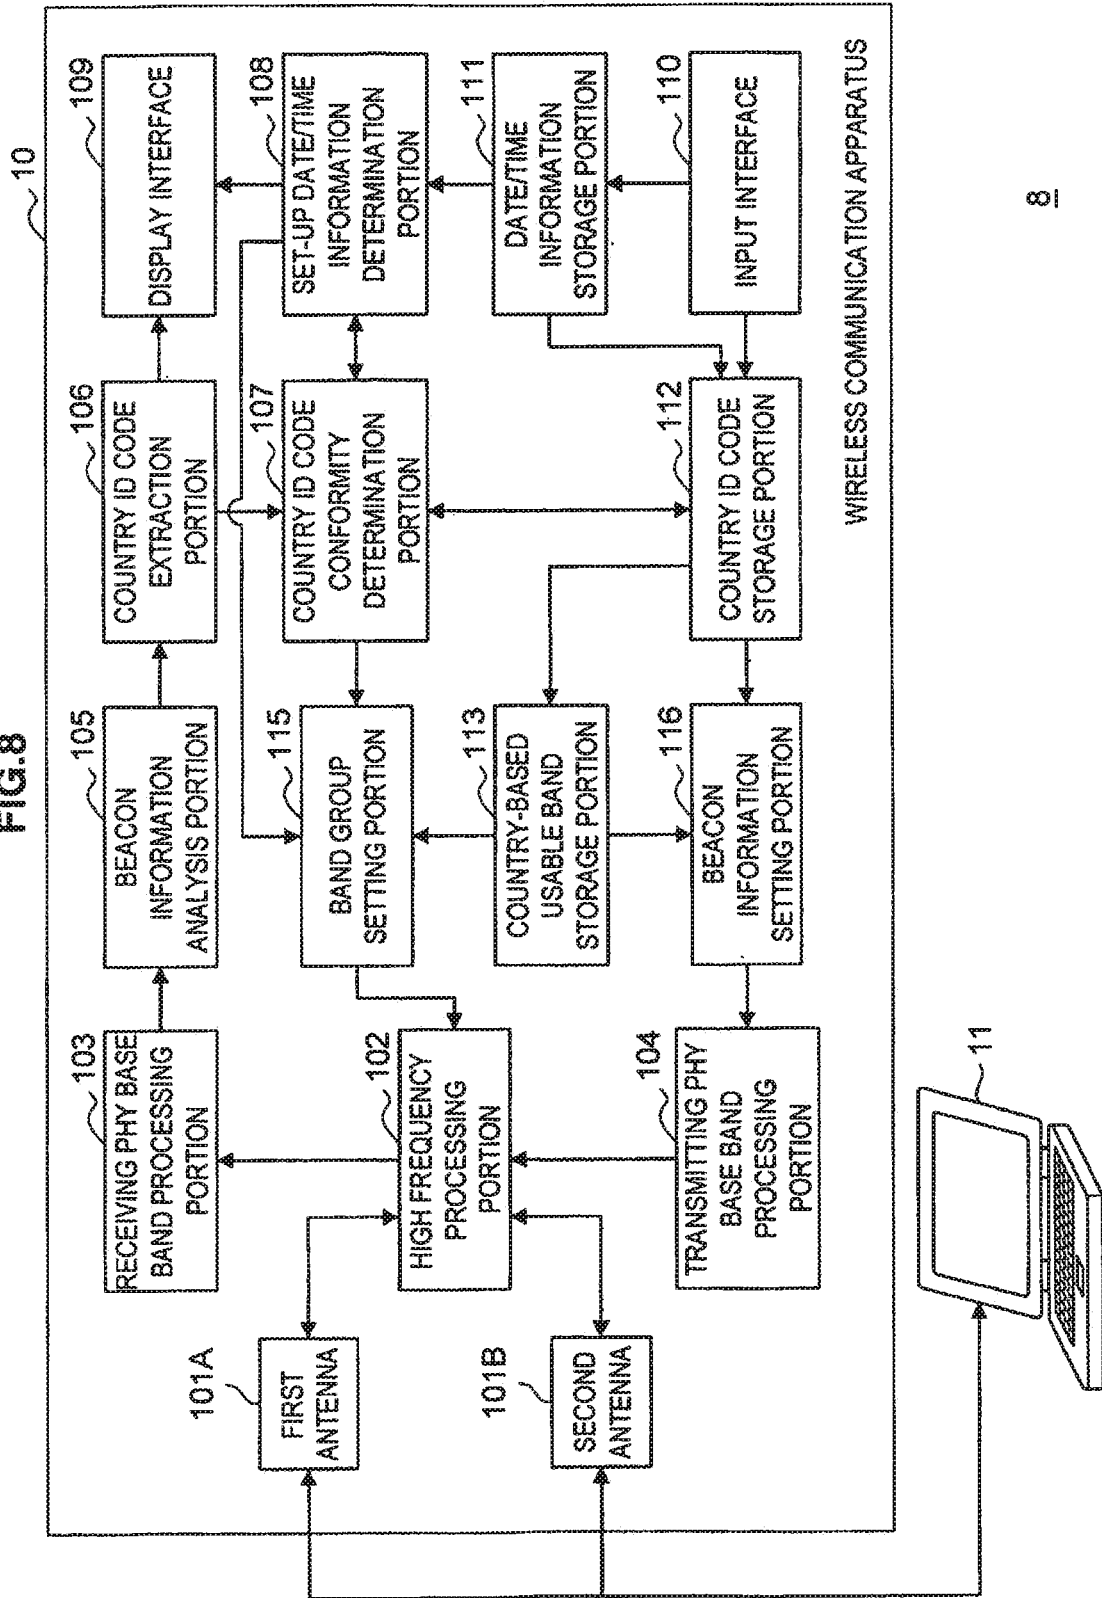 FIG.8
10
101A
FIRST
ANTENNA
101B
SECOND
ANTENNA
103
RECEIVING PHY BASE
BAND PROCESSING
PORTION
102
HIGH FREQUENCY
PROCESSING
PORTION
104
TRANSMITTING PHY
BASE BAND
PROCESSING
PORTION
105
BEACON
INFORMATION
ANALYSIS PORTION
115
BAND GROUP
SETTING PORTION
113
COUNTRY-BASED
USABLE BAND
STORAGE PORTION
116
BEACON
INFORMATION
SETTING PORTION
106
COUNTRY ID CODE
EXTRACTION
PORTION
107
COUNTRY ID CODE
CONFORMITY
DETERMINATION
PORTION
112
COUNTRY ID CODE
STORAGE PORTION
109
DISPLAY INTERFACE
108
SET-UP DATE/TIME
INFORMATION
DETERMINATION
PORTION
111
DATE/TIME
INFORMATION
STORAGE PORTION
110
INPUT INTERFACE
WIRELESS COMMUNICATION APPARATUS
11
8